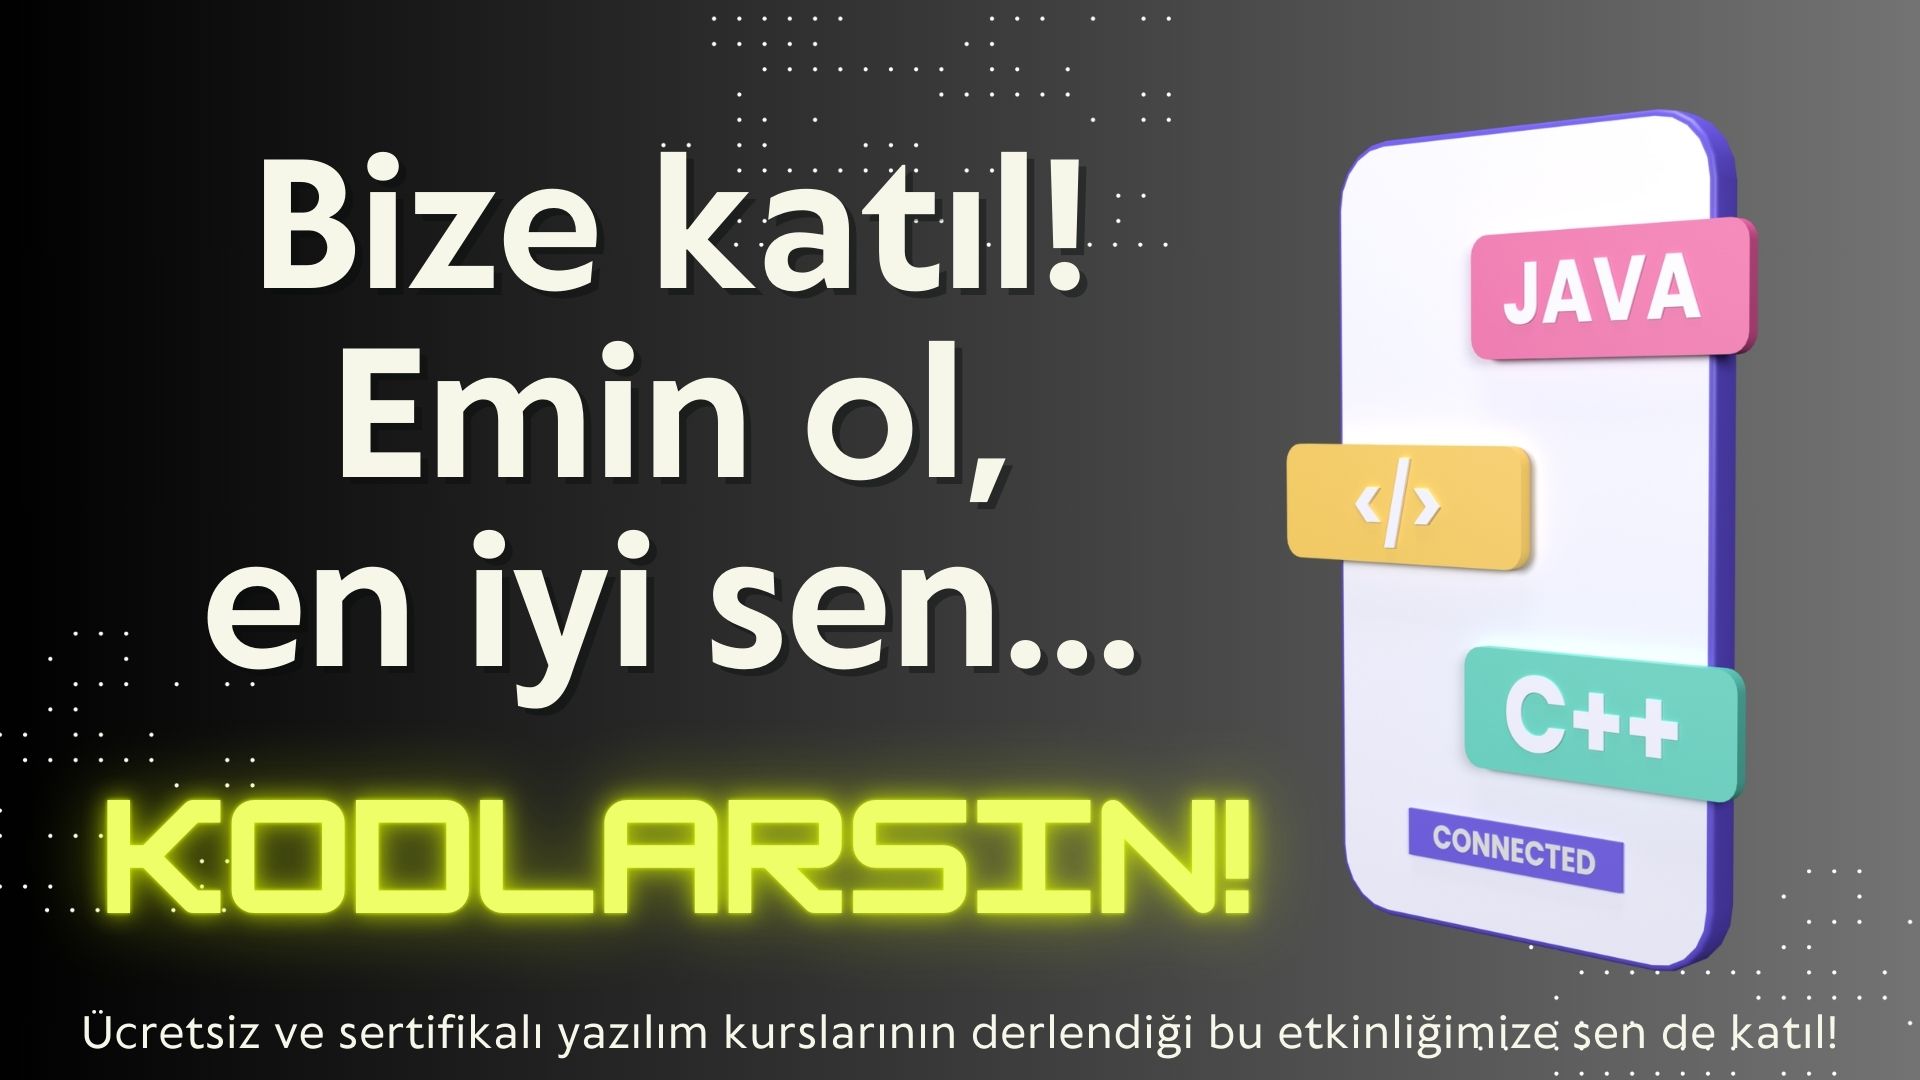 Bize katıl!
Emin ol,
en iyi sen...
KODLARSIN!
JAVA
</>
C++
CONNECTED
Ücretsiz ve sertifikalı yazılım kurslarının derlendiği bu etkinliğimize sen de katıl!